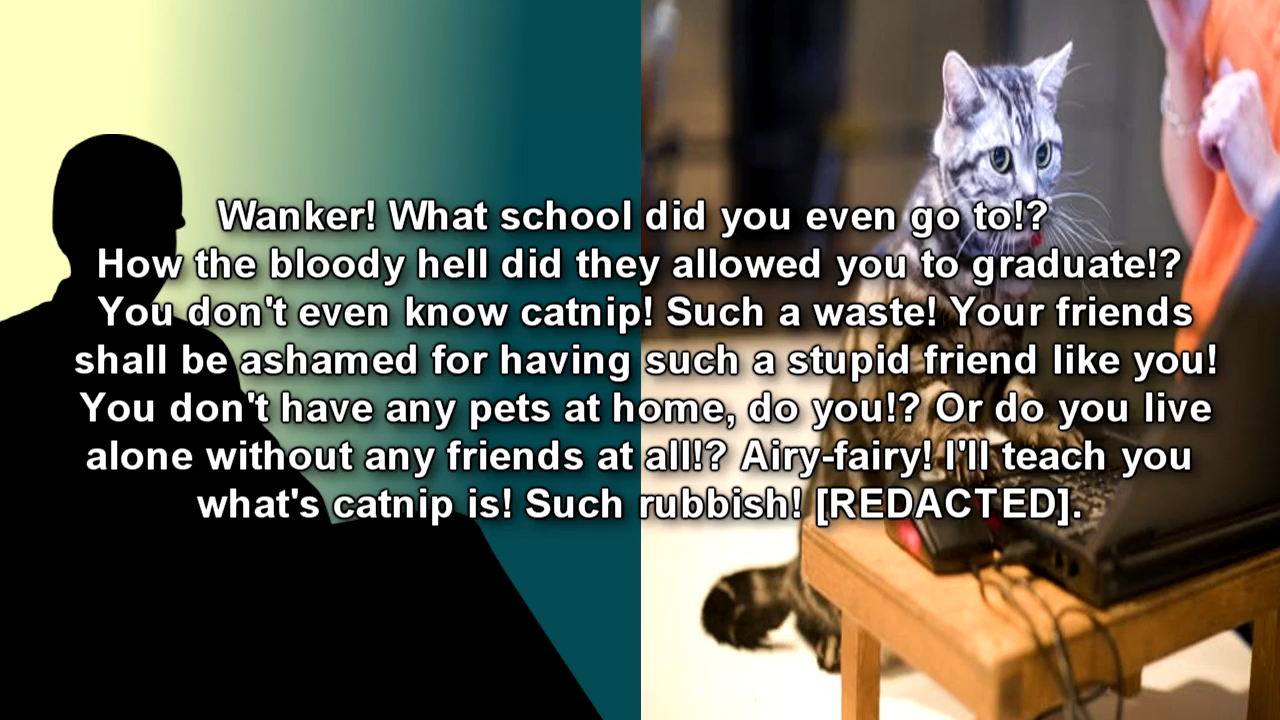 Wanker! What school did you even go to!?
How the bloody hell did they allowed you to graduate!?
You don't even know catnip! Such a waste! Your friends
shall be ashamed for having such a stupid friend like you!
You don't have any pets at home, do you!? Or do you live
alone without any friends at all!? Airy-fairy! I'll teach you
what's catnip is! Such rubbish! [REDACTED].